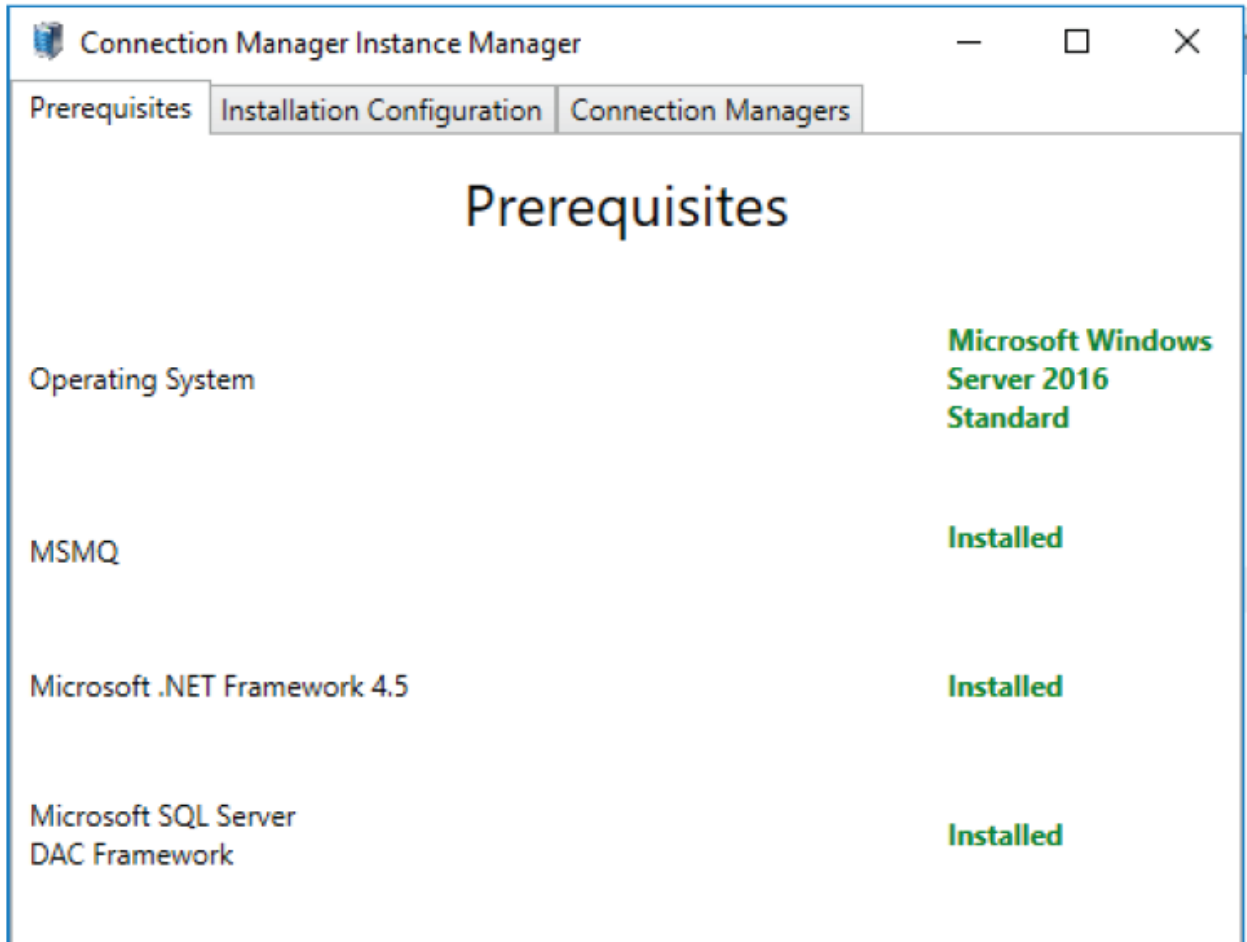 Connection Manager Instance Manager
Prerequisites Installation Configuration Connection Managers
Prerequisites
Operating System
Microsoft Windows
Server 2016
Standard
MSMQ
Installed
Microsoft .NET Framework 4.5
Installed
Microsoft SQL Server
DAC Framework
Installed